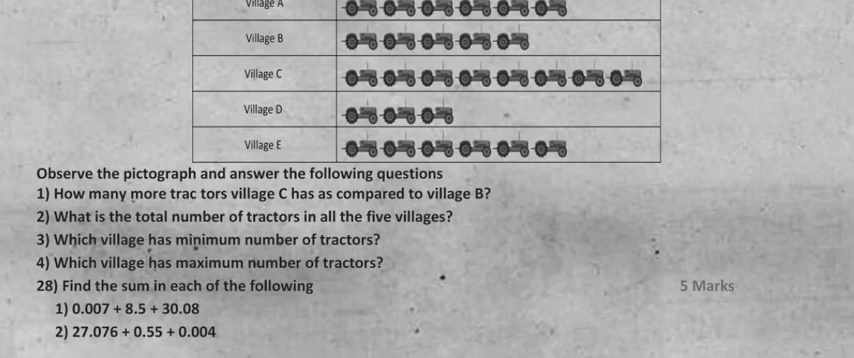 Village A
Village B
Village C
Village D
Village E
Observe the pictograph and answer the following questions
1) How many more trac tors village C has as compared to village B?
2) What is the total number of tractors in all the five villages?
3) Which village has minimum number of tractors?
4) Which village has maximum number of tractors?
28) Find the sum in each of the following 5 Marks
1) 0.007 + 8.5 + 30.08
2) 27.076 + 0.55 + 0.004